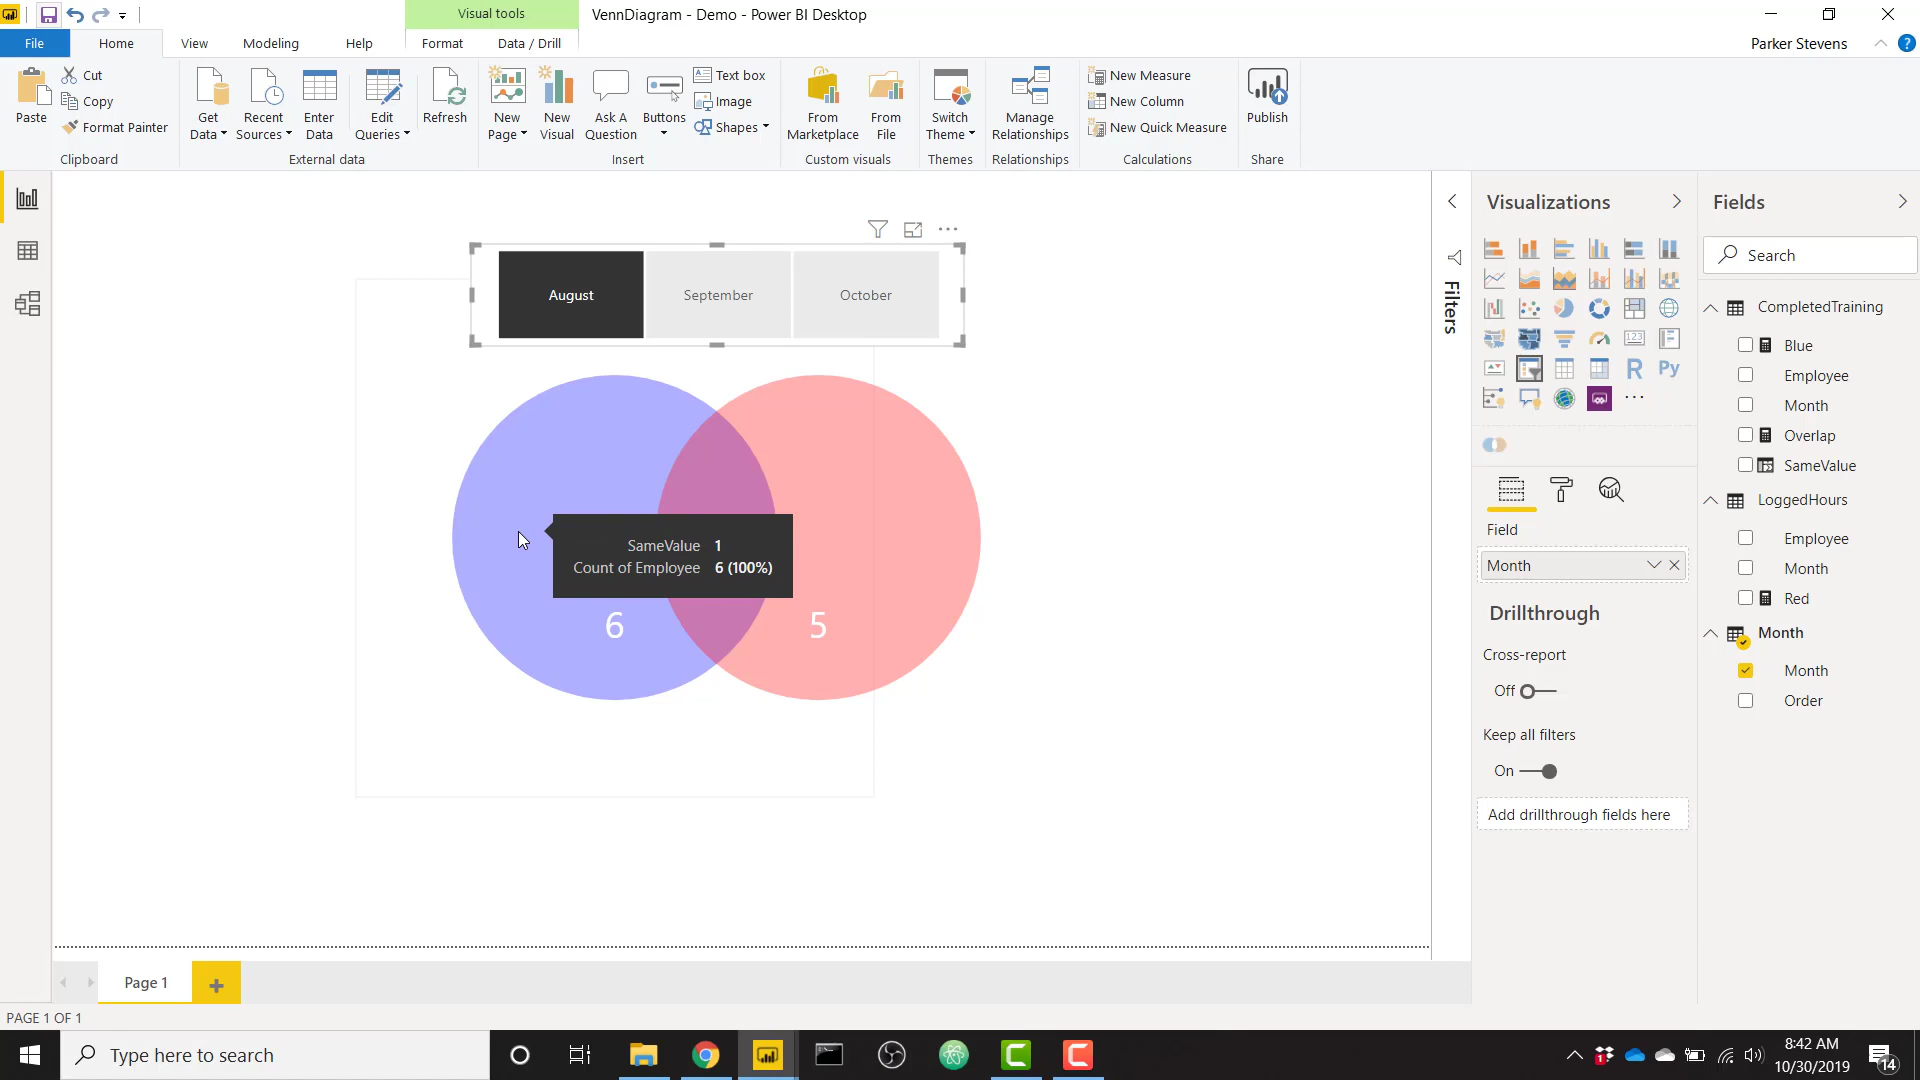 Visual tools
VennDiagram - Demo - Power BI Desktop
File
Home
View
Modeling
Help
Format
Data / Drill
Parker Stevens
?
Paste
Cut
Copy
Format Painter
Clipboard
Get Data
Recent Sources
Enter Data
Edit Queries
Refresh
External data
New Page
New Visual
Ask A Question
Buttons
Text box
Image
Shapes
Insert
From Marketplace
From File
Custom visuals
Switch Theme
Themes
Manage Relationships
Relationships
New Measure
New Column
New Quick Measure
Calculations
Publish
Share
August
September
October
SameValue 1
Count of Employee 6 (100%)
6
5
Filters
Visualizations
123
R
Py
Field
Month
Drillthrough
Cross-report
Off
Keep all filters
On
Add drillthrough fields here
Fields
Search
CompletedTraining
Blue
Employee
Month
Overlap
SameValue
LoggedHours
Employee
Month
Red
Month
Month
Order
Page 1
PAGE 1 OF 1
Type here to search
1
8:42 AM
10/30/2019
14